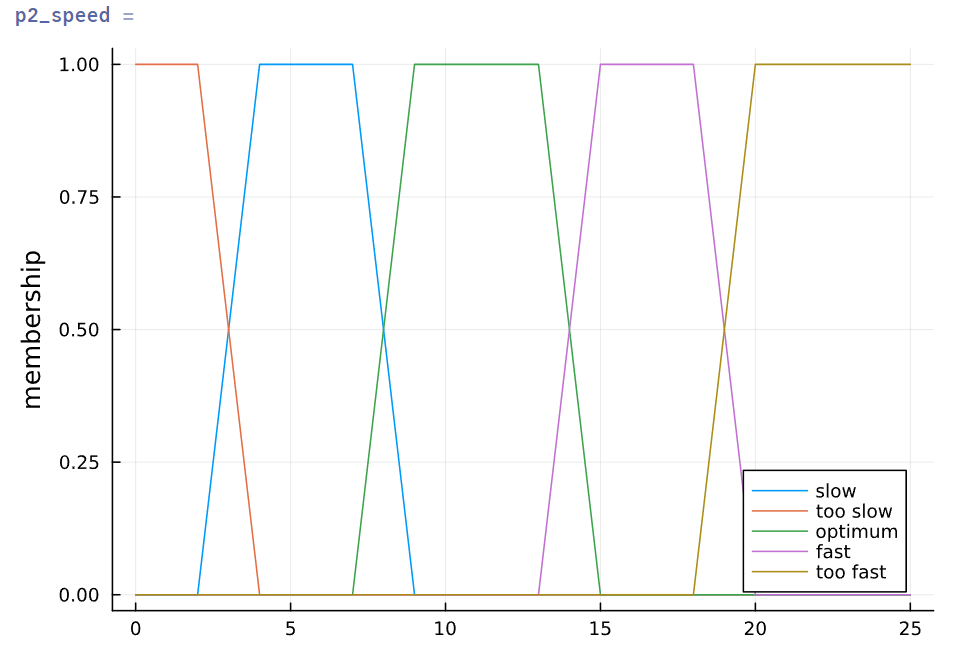 p2_speed =
1.00
0.75
0.50
0.25
0.00
membership
slow
too slow
optimum
fast
too fast
0 5 10 15 20 25